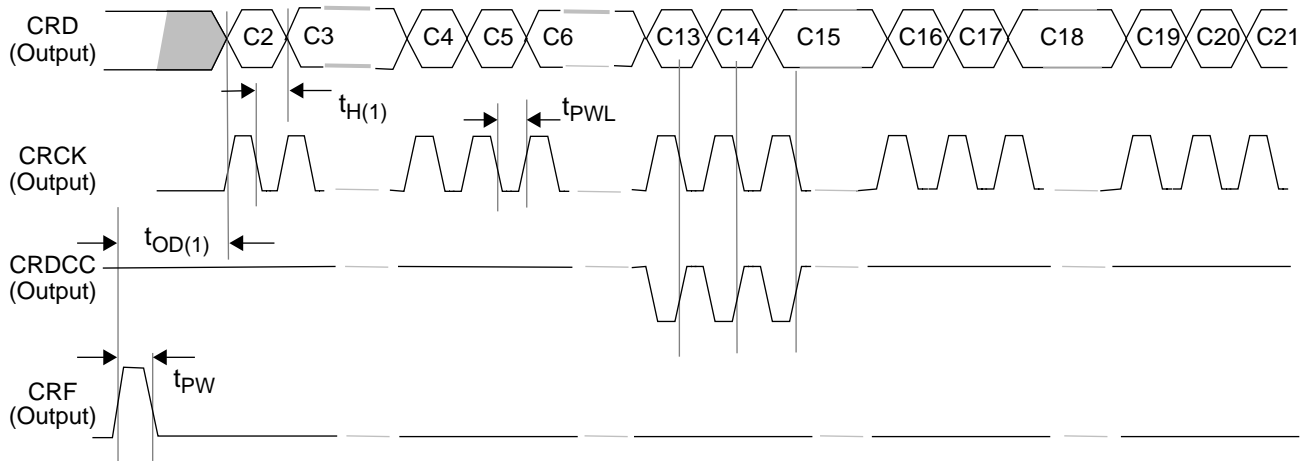 CRD
(Output)
C2
C3
C4
C5
C6
C13
C14
C15
C16
C17
C18
C19
C20
C21
tH(1)
tPWL
CRCK
(Output)
tOD(1)
CRDCC
(Output)
tPW
CRF
(Output)